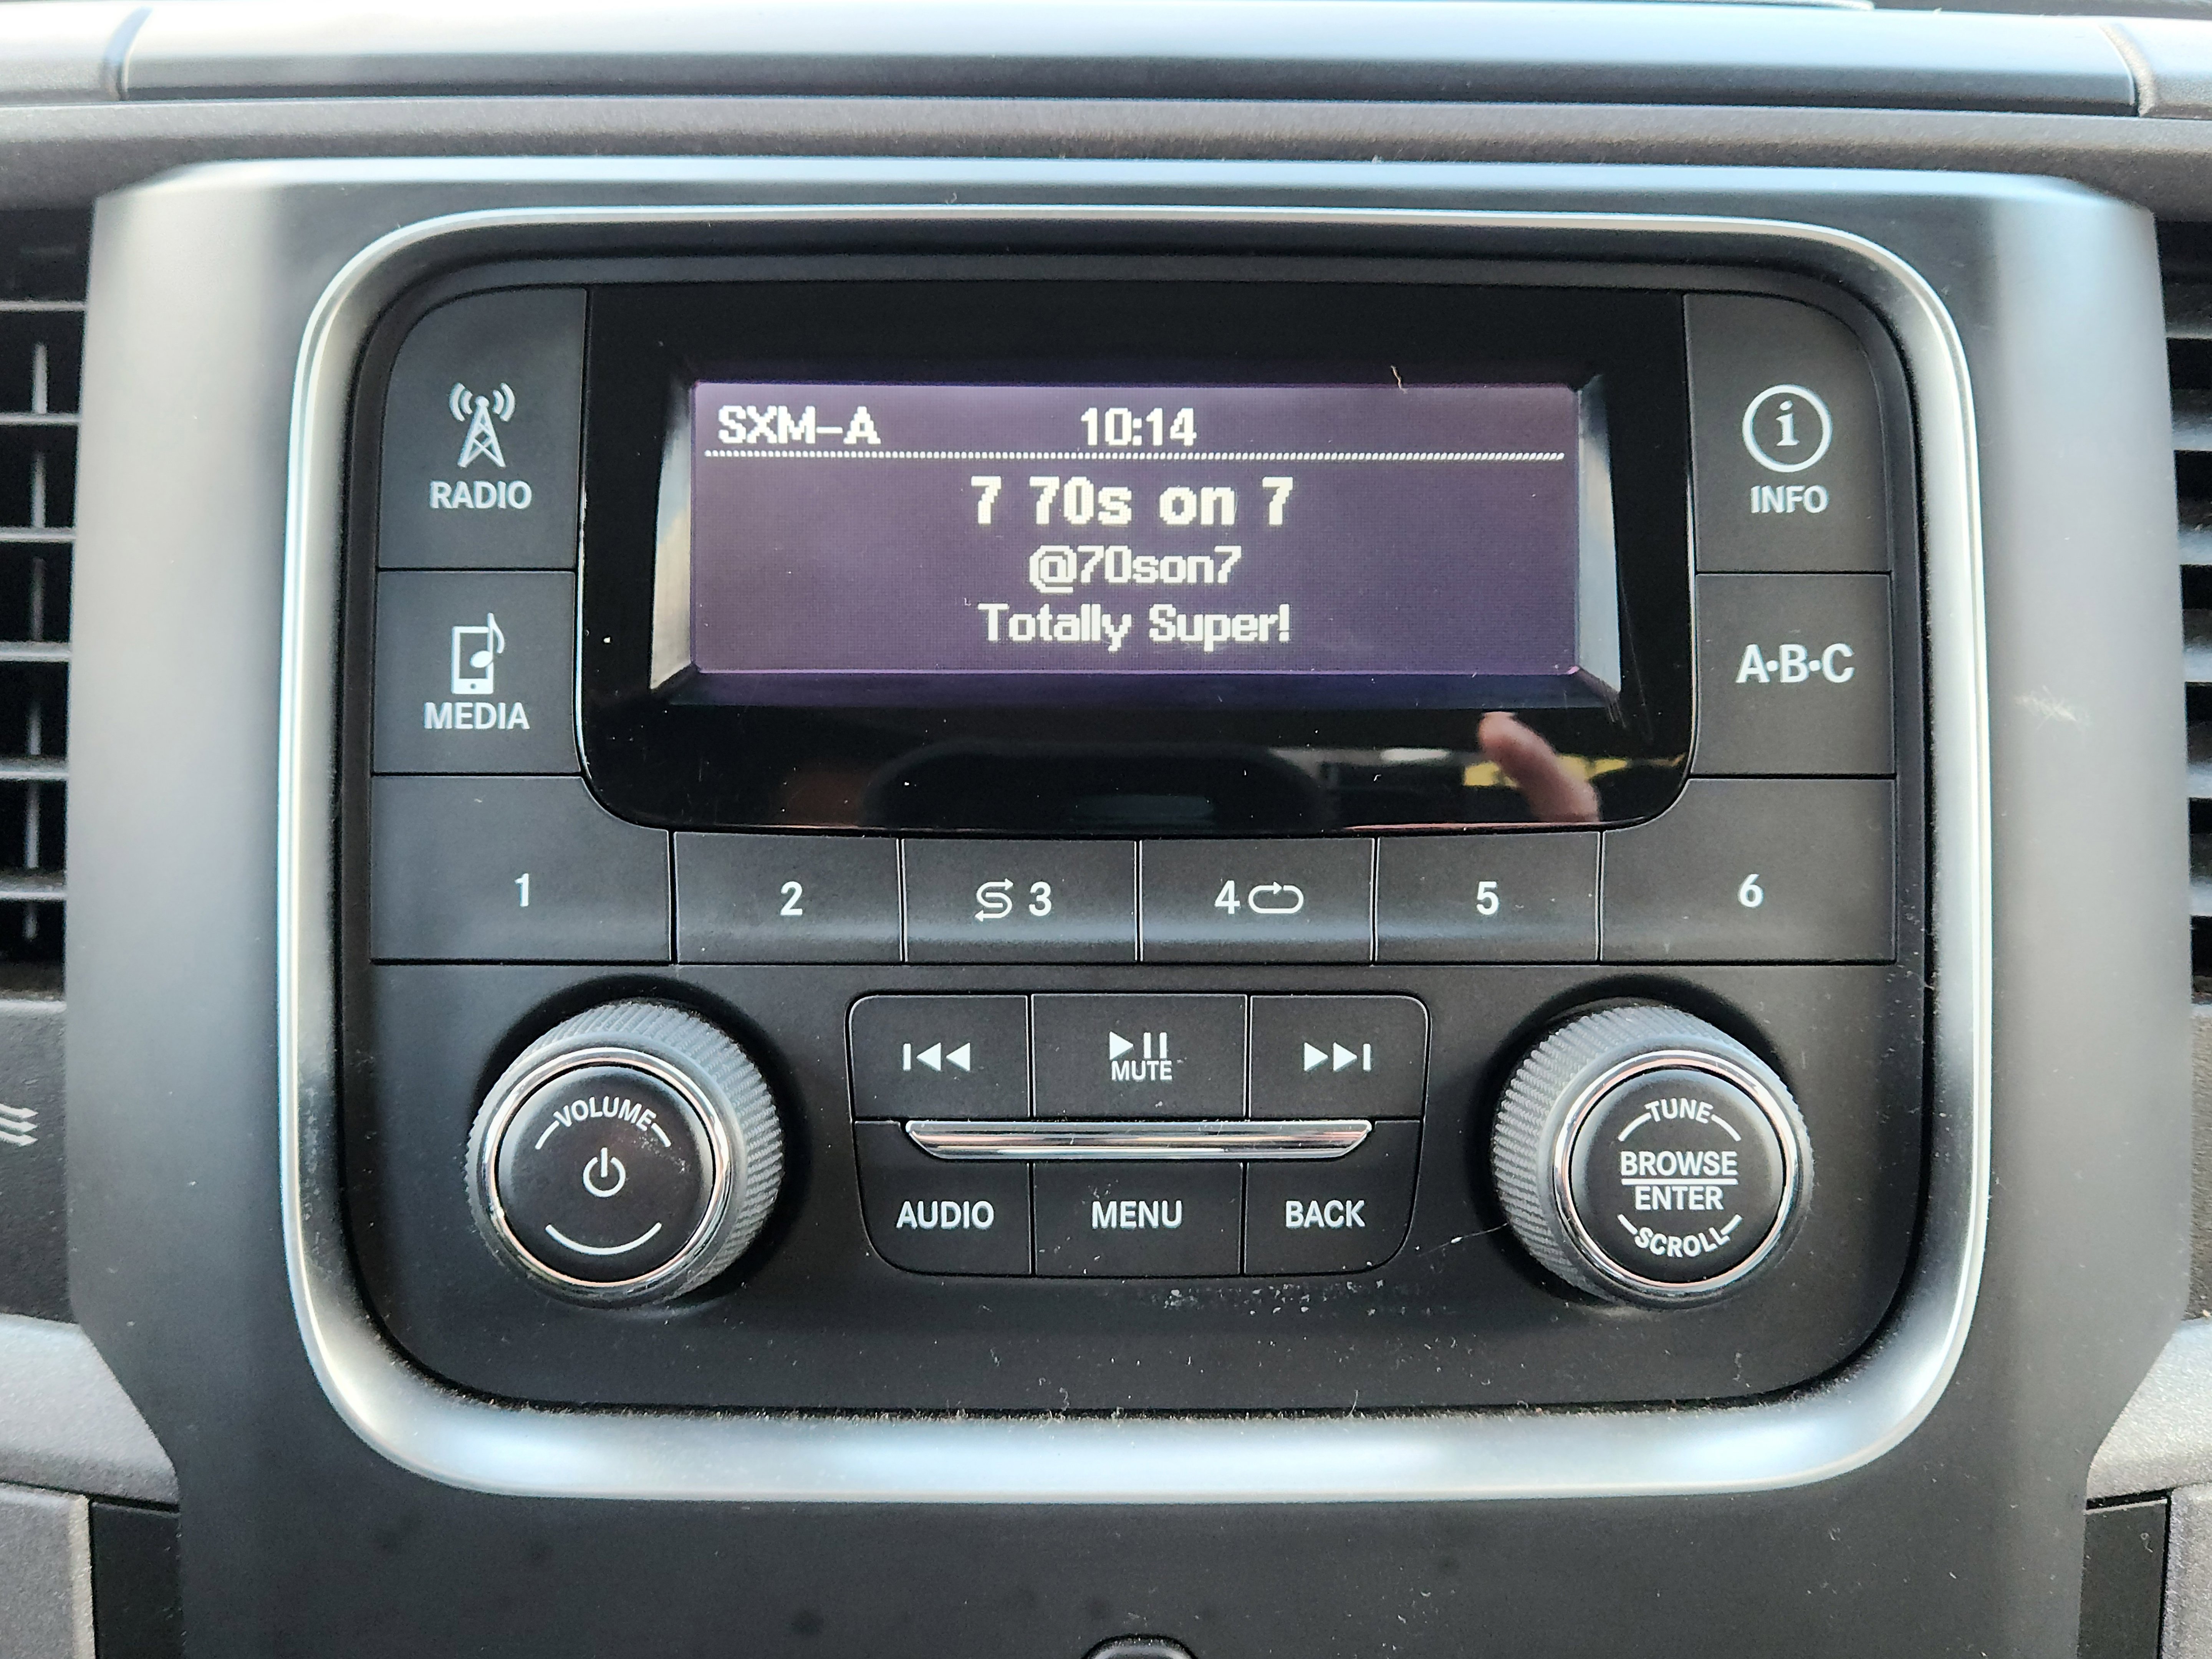 SXM-A 10:14
7 70s on 7
@70son7
Totally Super!
RADIO
MEDIA
INFO
A•B•C
1 2 3 4 5 6
MUTE
VOLUME
AUDIO MENU BACK
TUNE
BROWSE
ENTER
SCROLL